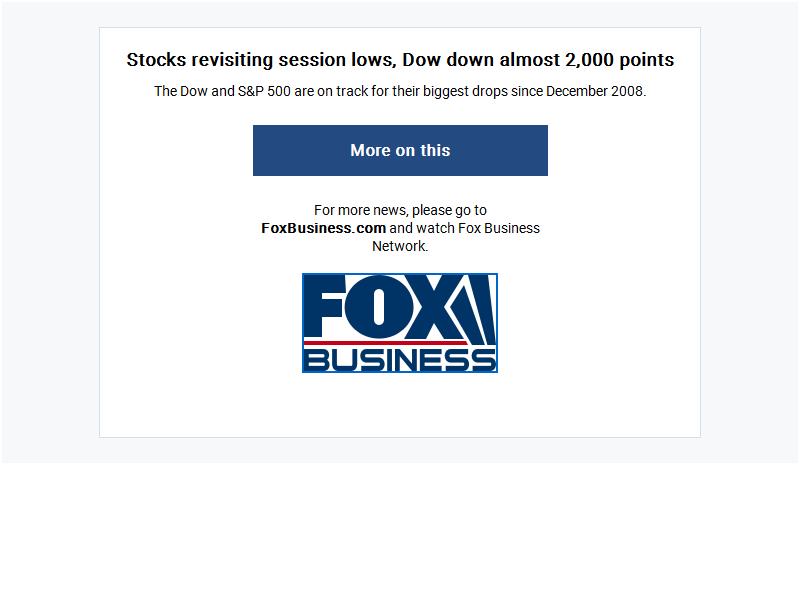 Stocks revisiting session lows, Dow down almost 2,000 points
The Dow and S&P 500 are on track for their biggest drops since December 2008.
More on this
For more news, please go to
FoxBusiness.com and watch Fox Business
Network.
FOX
BUSINESS